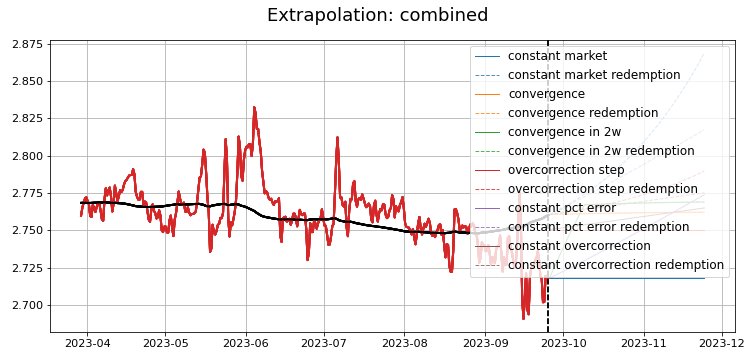 Extrapolation: combined
2.875
2.850
2.825
2.800
2.775
2.750
2.725
2.700
constant market
constant market redemption
convergence
convergence redemption
convergence in 2w
convergence in 2w redemption
overcorrection step
overcorrection step redemption
constant pct error
constant pct error redemption
constant overcorrection
constant overcorrection redemption
2023-04 2023-05 2023-06 2023-07 2023-08 2023-09 2023-10 2023-11 2023-12